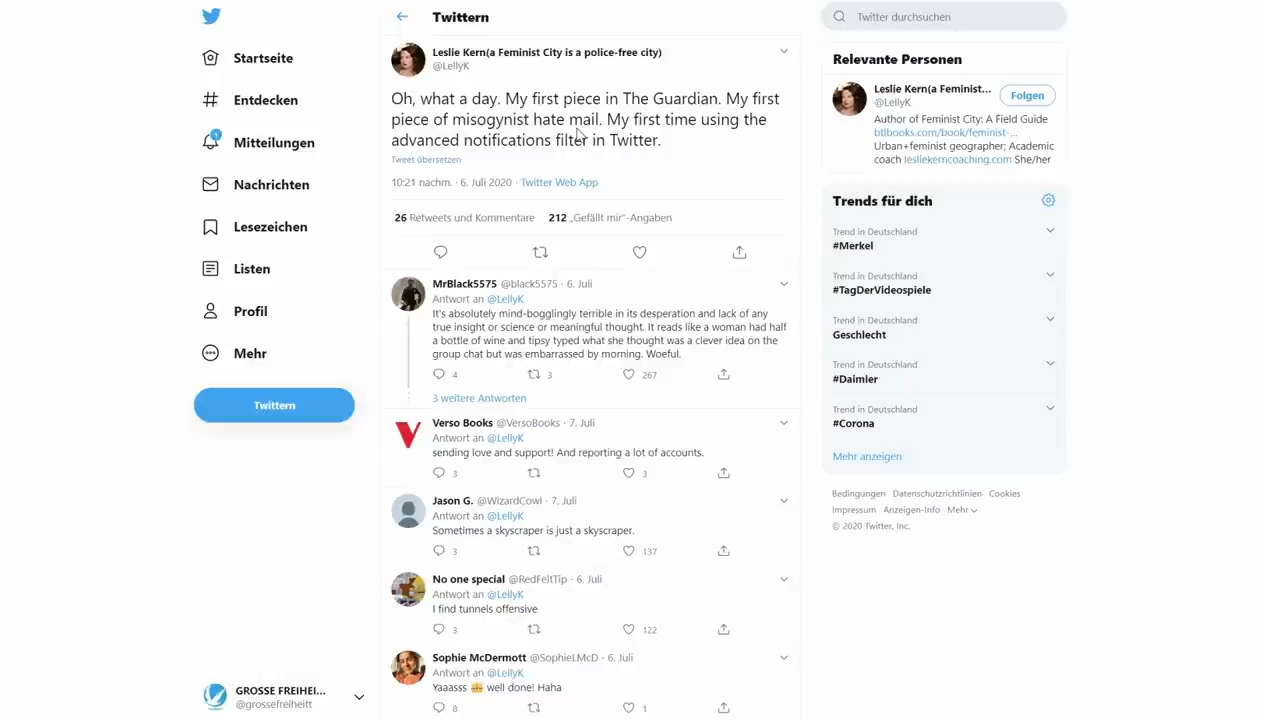 Startseite
Entdecken
1
Mitteilungen
Nachrichten
Lesezeichen
Listen
Profil
Mehr
Twittern
GROSSE FREIHEI...
@grossefreiheitt
Twittern
Leslie Kern(a Feminist City is a police-free city)
@LellyK
Oh, what a day. My first piece in The Guardian. My first
piece of misogynist hate mail. My first time using the
advanced notifications filter in Twitter.
Tweet übersetzen
10:21 nachm. · 6. Juli 2020 · Twitter Web App
26 Retweets und Kommentare 212 „Gefällt mir“-Angaben
MrBlack5575 @black5575 · 6. Juli
Antwort an @LellyK
It's absolutely mind-bogglingly terrible in its desperation and lack of any
true insight or science or meaningful thought. It reads like a woman had half
a bottle of wine and tipsy typed what she thought was a clever idea on the
group chat but was embarrassed by morning. Woeful.
4 3 267
3 weitere Antworten
Verso Books @VersoBooks · 7. Juli
Antwort an @LellyK
sending love and support! And reporting a lot of accounts.
3 3
Jason G. @WizardCowl · 7. Juli
Antwort an @LellyK
Sometimes a skyscraper is just a skyscraper.
3 137
No one special @RedFeltTip · 6. Juli
Antwort an @LellyK
I find tunnels offensive
3 122
Sophie McDermott @SophieLMcD · 6. Juli
Antwort an @LellyK
Yaaasss well done! Haha
8 1
Twitter durchsuchen
Relevante Personen
Leslie Kern(a Feminist...
@LellyK
Folgen
Author of Feminist City: A Field Guide
btlbooks.com/book/feminist-...
Urban+feminist geographer; Academic
coach lesliekerncoaching.com She/her
Trends für dich
Trend in Deutschland
#Merkel
Trend in Deutschland
#TagDerVideospiele
Trend in Deutschland
Geschlecht
Trend in Deutschland
#Daimler
Trend in Deutschland
#Corona
Mehr anzeigen
Bedingungen Datenschutzrichtlinien Cookies
Impressum Anzeigen-Info Mehr
© 2020 Twitter, Inc.